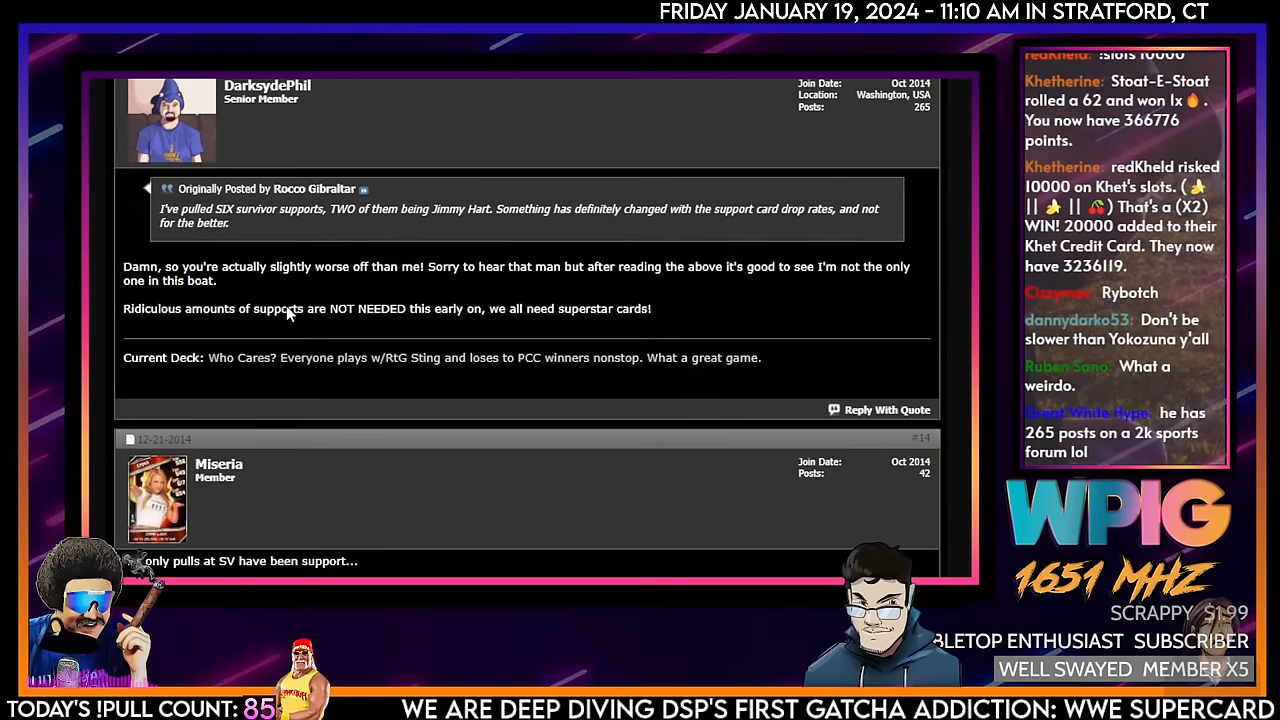 FRIDAY JANUARY 19, 2024 - 11:10 AM IN STRATFORD, CT
DarksydePhil
Senior Member
Join Date: Oct 2014
Location: Washington, USA
Posts: 265
Originally Posted by Rocco Gibraltar
I've pulled SIX survivor supports, TWO of them being Jimmy Hart. Something has definitely changed with the support card drop rates, and not
for the better.
Damn, so you're actually slightly worse off than me! Sorry to hear that man but after reading the above it's good to see I'm not the only
one in this boat.
Ridiculous amounts of supports are NOT NEEDED this early on, we all need superstar cards!
Current Deck: Who Cares? Everyone plays w/RtG Sting and loses to PCC winners nonstop. What a great game.
Reply With Quote
12-21-2014 #14
Miseria
Member
Join Date: Oct 2014
Posts: 42
only pulls at SV have been support...
redKheld: !slots 10000
Khetherine: Stoat-E-Stoat
rolled a 62 and won 1x 🔥 .
You now have 366776
points.
Khetherine: redKheld risked
10000 on Khet's slots. ( 🍌
|| 🍌 || 🍒 ) That's a (X2)
WIN! 20000 added to their
Khet Credit Card. They now
have 3236119.
Cizzymac: Rybotch
dannydarko53: Don't be
slower than Yokozuna y'all
Ruben Sano: What a
weirdo.
Great White Hype: he has
265 posts on a 2k sports
forum lol
WPIG
1651 MHZ
SCRAPPY $1.99
BLETOP ENTHUSIAST SUBSCRIBER
WELL SWAYED MEMBER X5
TODAY'S !PULL COUNT: 85
WE ARE DEEP DIVING DSP'S FIRST GATCHA ADDICTION: WWE SUPERCARD